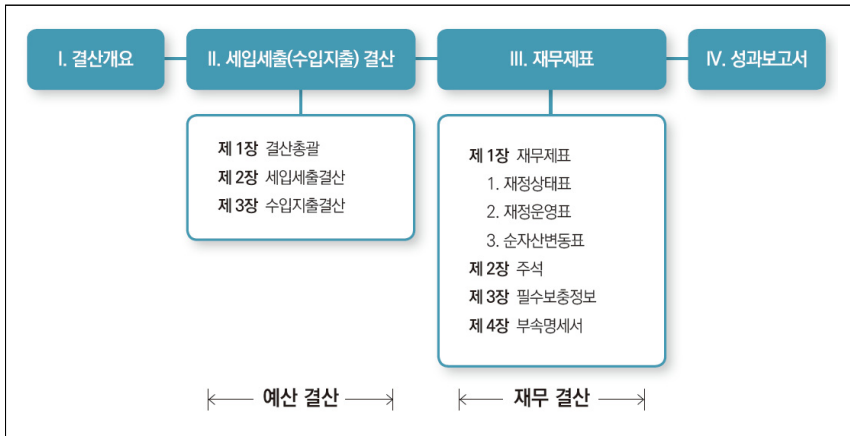 I. 결산개요
II. 세입세출(수입지출) 결산
III. 재무제표
IV. 성과보고서
제 1장 결산총괄
제 2장 세입세출결산
제 3장 수입지출결산
제 1장 재무제표
1. 재정상태표
2. 재정운영표
3. 순자산변동표
제 2장 주석
제 3장 필수보충정보
제 4장 부속명세서
예산 결산
재무 결산